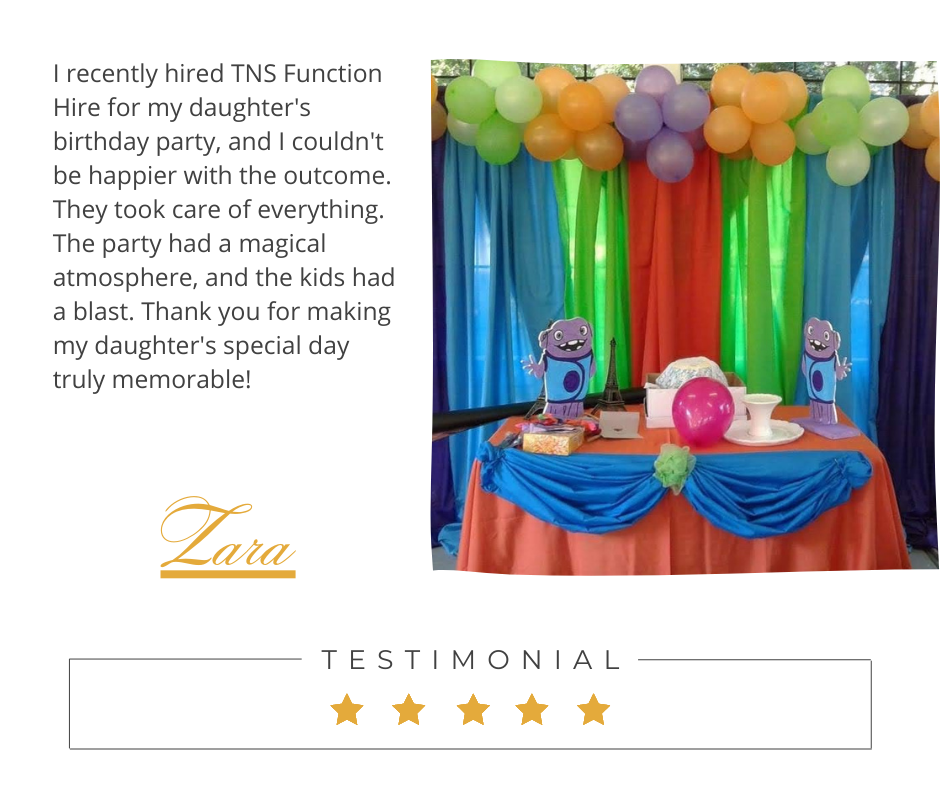 I recently hired TNS Function
Hire for my daughter's
birthday party, and I couldn't
be happier with the outcome.
They took care of everything.
The party had a magical
atmosphere, and the kids had
a blast. Thank you for making
my daughter's special day
truly memorable!
Zara
TESTIMONIAL